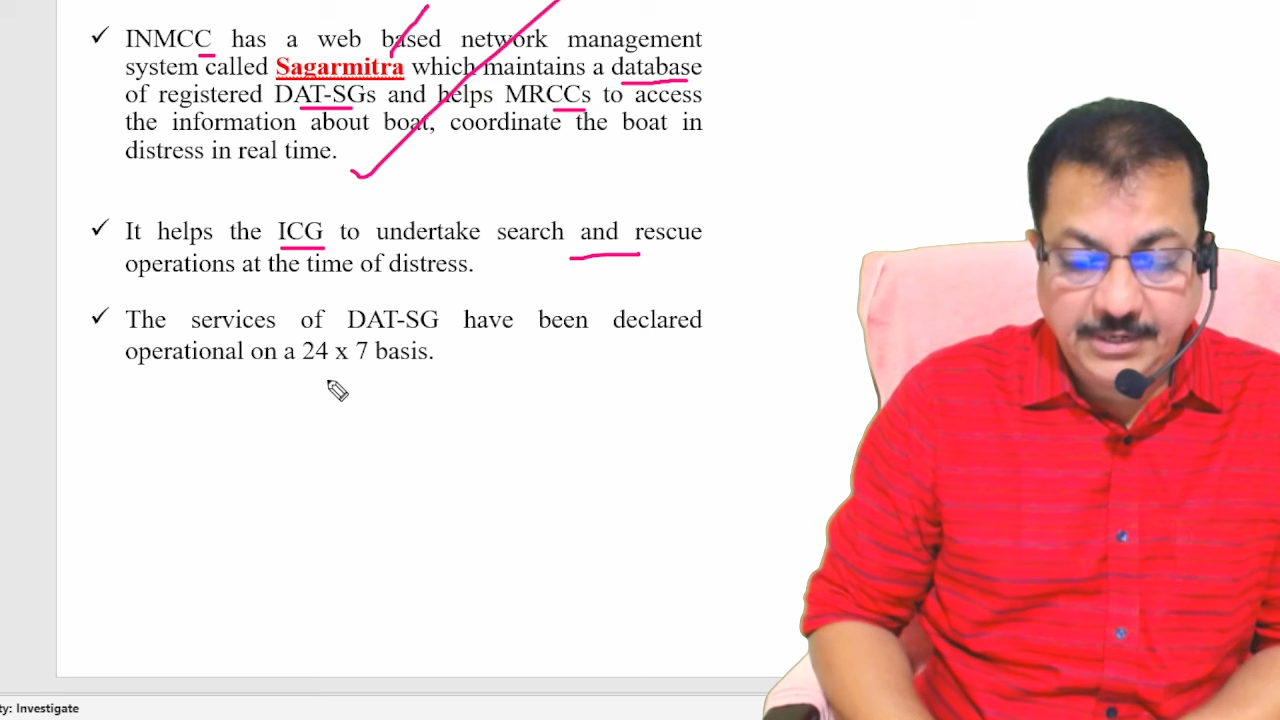 ✓ INMCC has a web based network management
system called Sagarmitra which maintains a database
of registered DAT-SGs and helps MRCCs to access
the information about boat, coordinate the boat in
distress in real time.
✓ It helps the ICG to undertake search and rescue
operations at the time of distress.
✓ The services of DAT-SG have been declared
operational on a 24 x 7 basis.
ty: Investigate